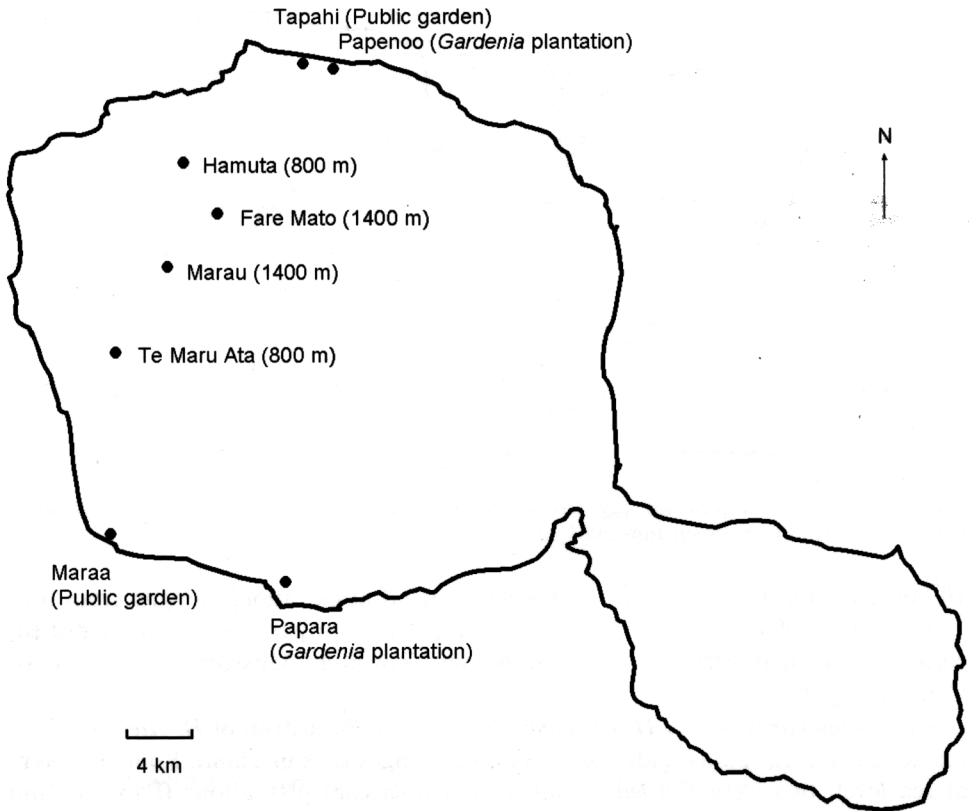 Tapahi (Public garden)
Papenoo (Gardenia plantation)
N
Hamuta (800 m)
Fare Mato (1400 m)
Marau (1400 m)
Te Maru Ata (800 m)
Maraa
(Public garden)
Papara
(Gardenia plantation)
4 km